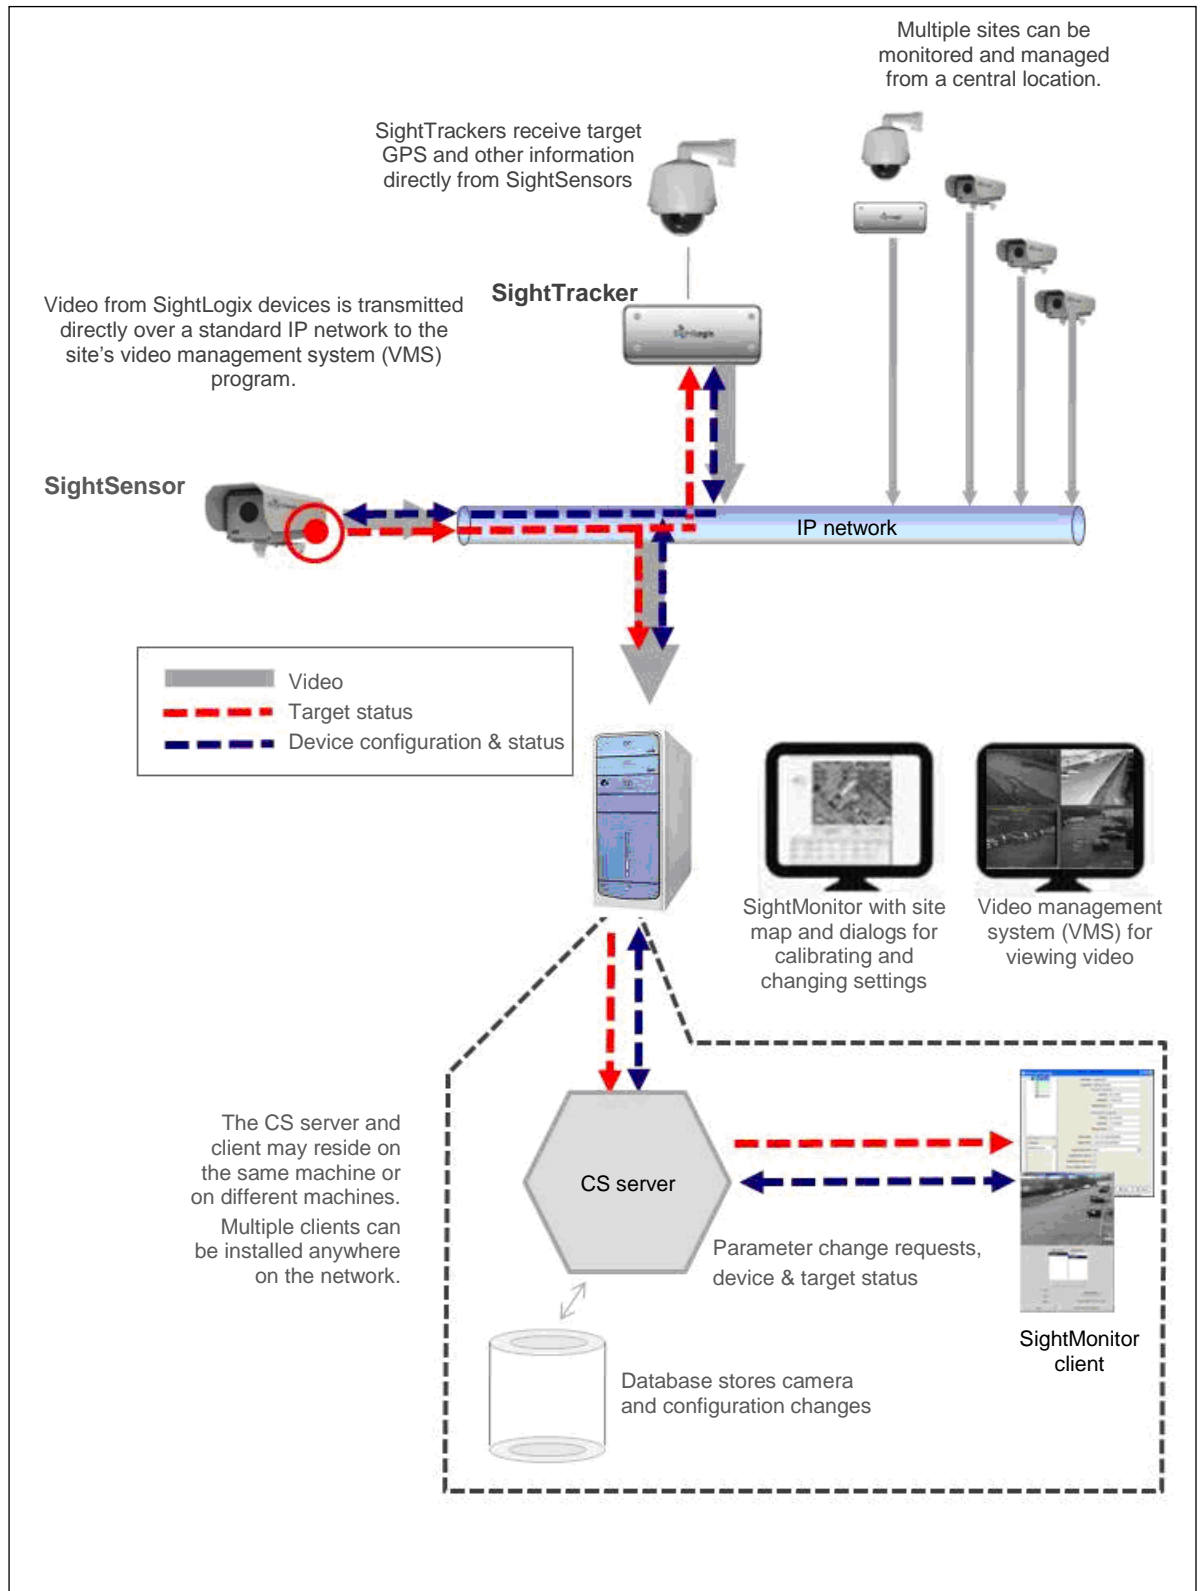 Multiple sites can be
monitored and managed
from a central location.
SightTrackers receive target
GPS and other information
directly from SightSensors
SightTracker
Video from SightLogix devices is transmitted
directly over a standard IP network to the
site's video management system (VMS)
program.
SightLogix
SightSensor
IP network
Video
Target status
Device configuration & status
SightMonitor with site
map and dialogs for
calibrating and
changing settings
Video management
system (VMS) for
viewing video
The CS server and
client may reside on
the same machine or
on different machines.
Multiple clients can
be installed anywhere
on the network.
CS server
Parameter change requests,
device & target status
SightMonitor
client
Database stores camera
and configuration changes